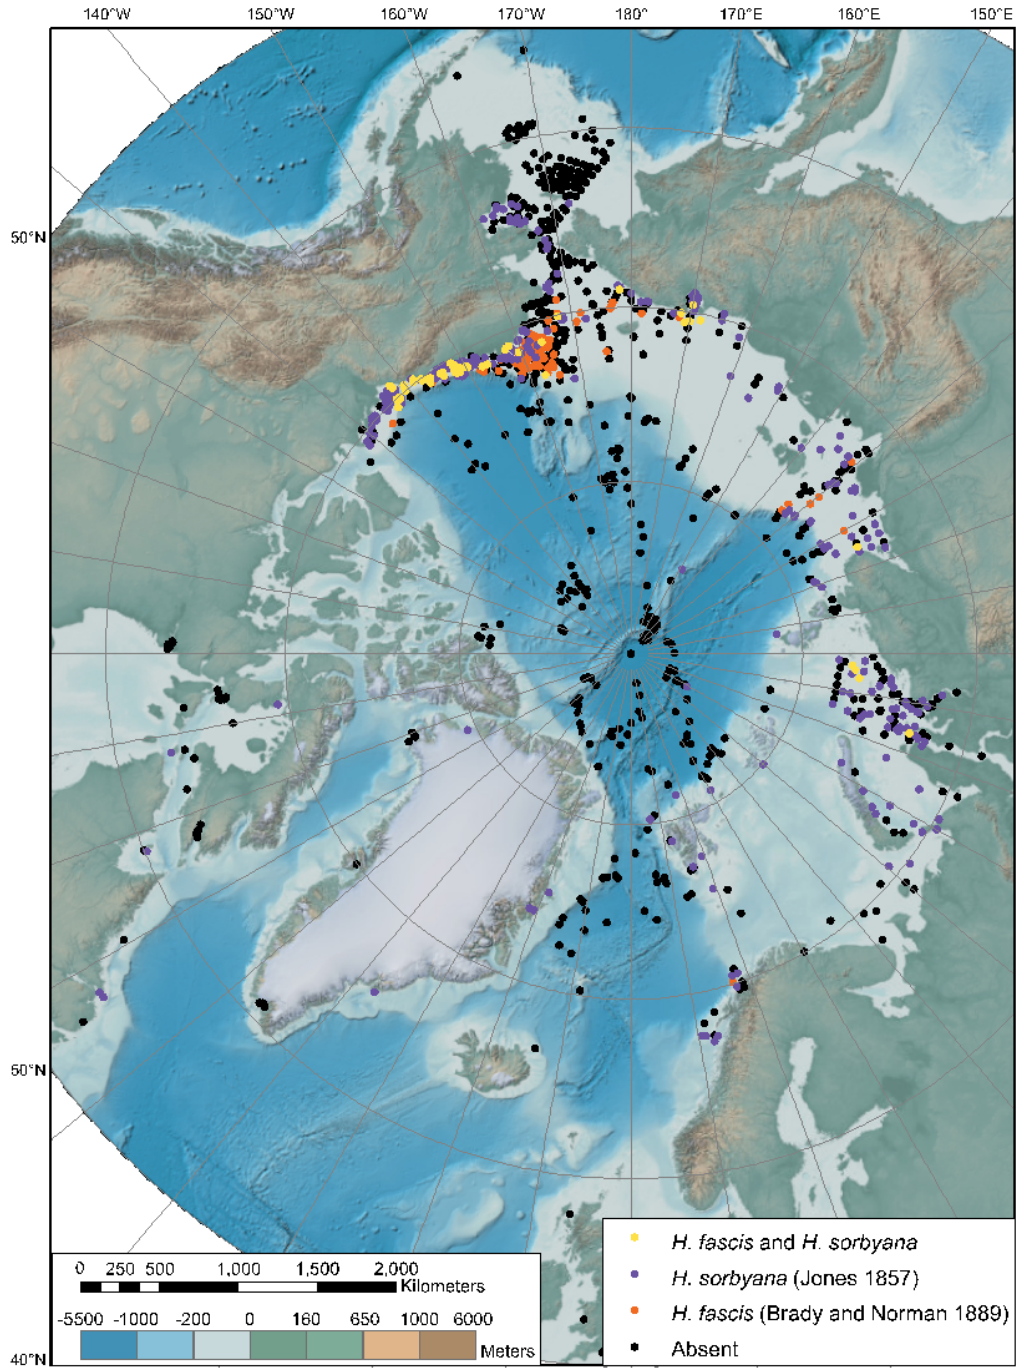 140°W 150°W 160°W 170°W 180° 170°E 160°E 150°E
50°N
50°N
40°N
0 250 500 1,000 1,500 2,000
Kilometers
-5500 -1000 -200 0 160 650 1000 6000
Meters
H. fascis and H. sorbyana
H. sorbyana (Jones 1857)
H. fascis (Brady and Norman 1889)
Absent